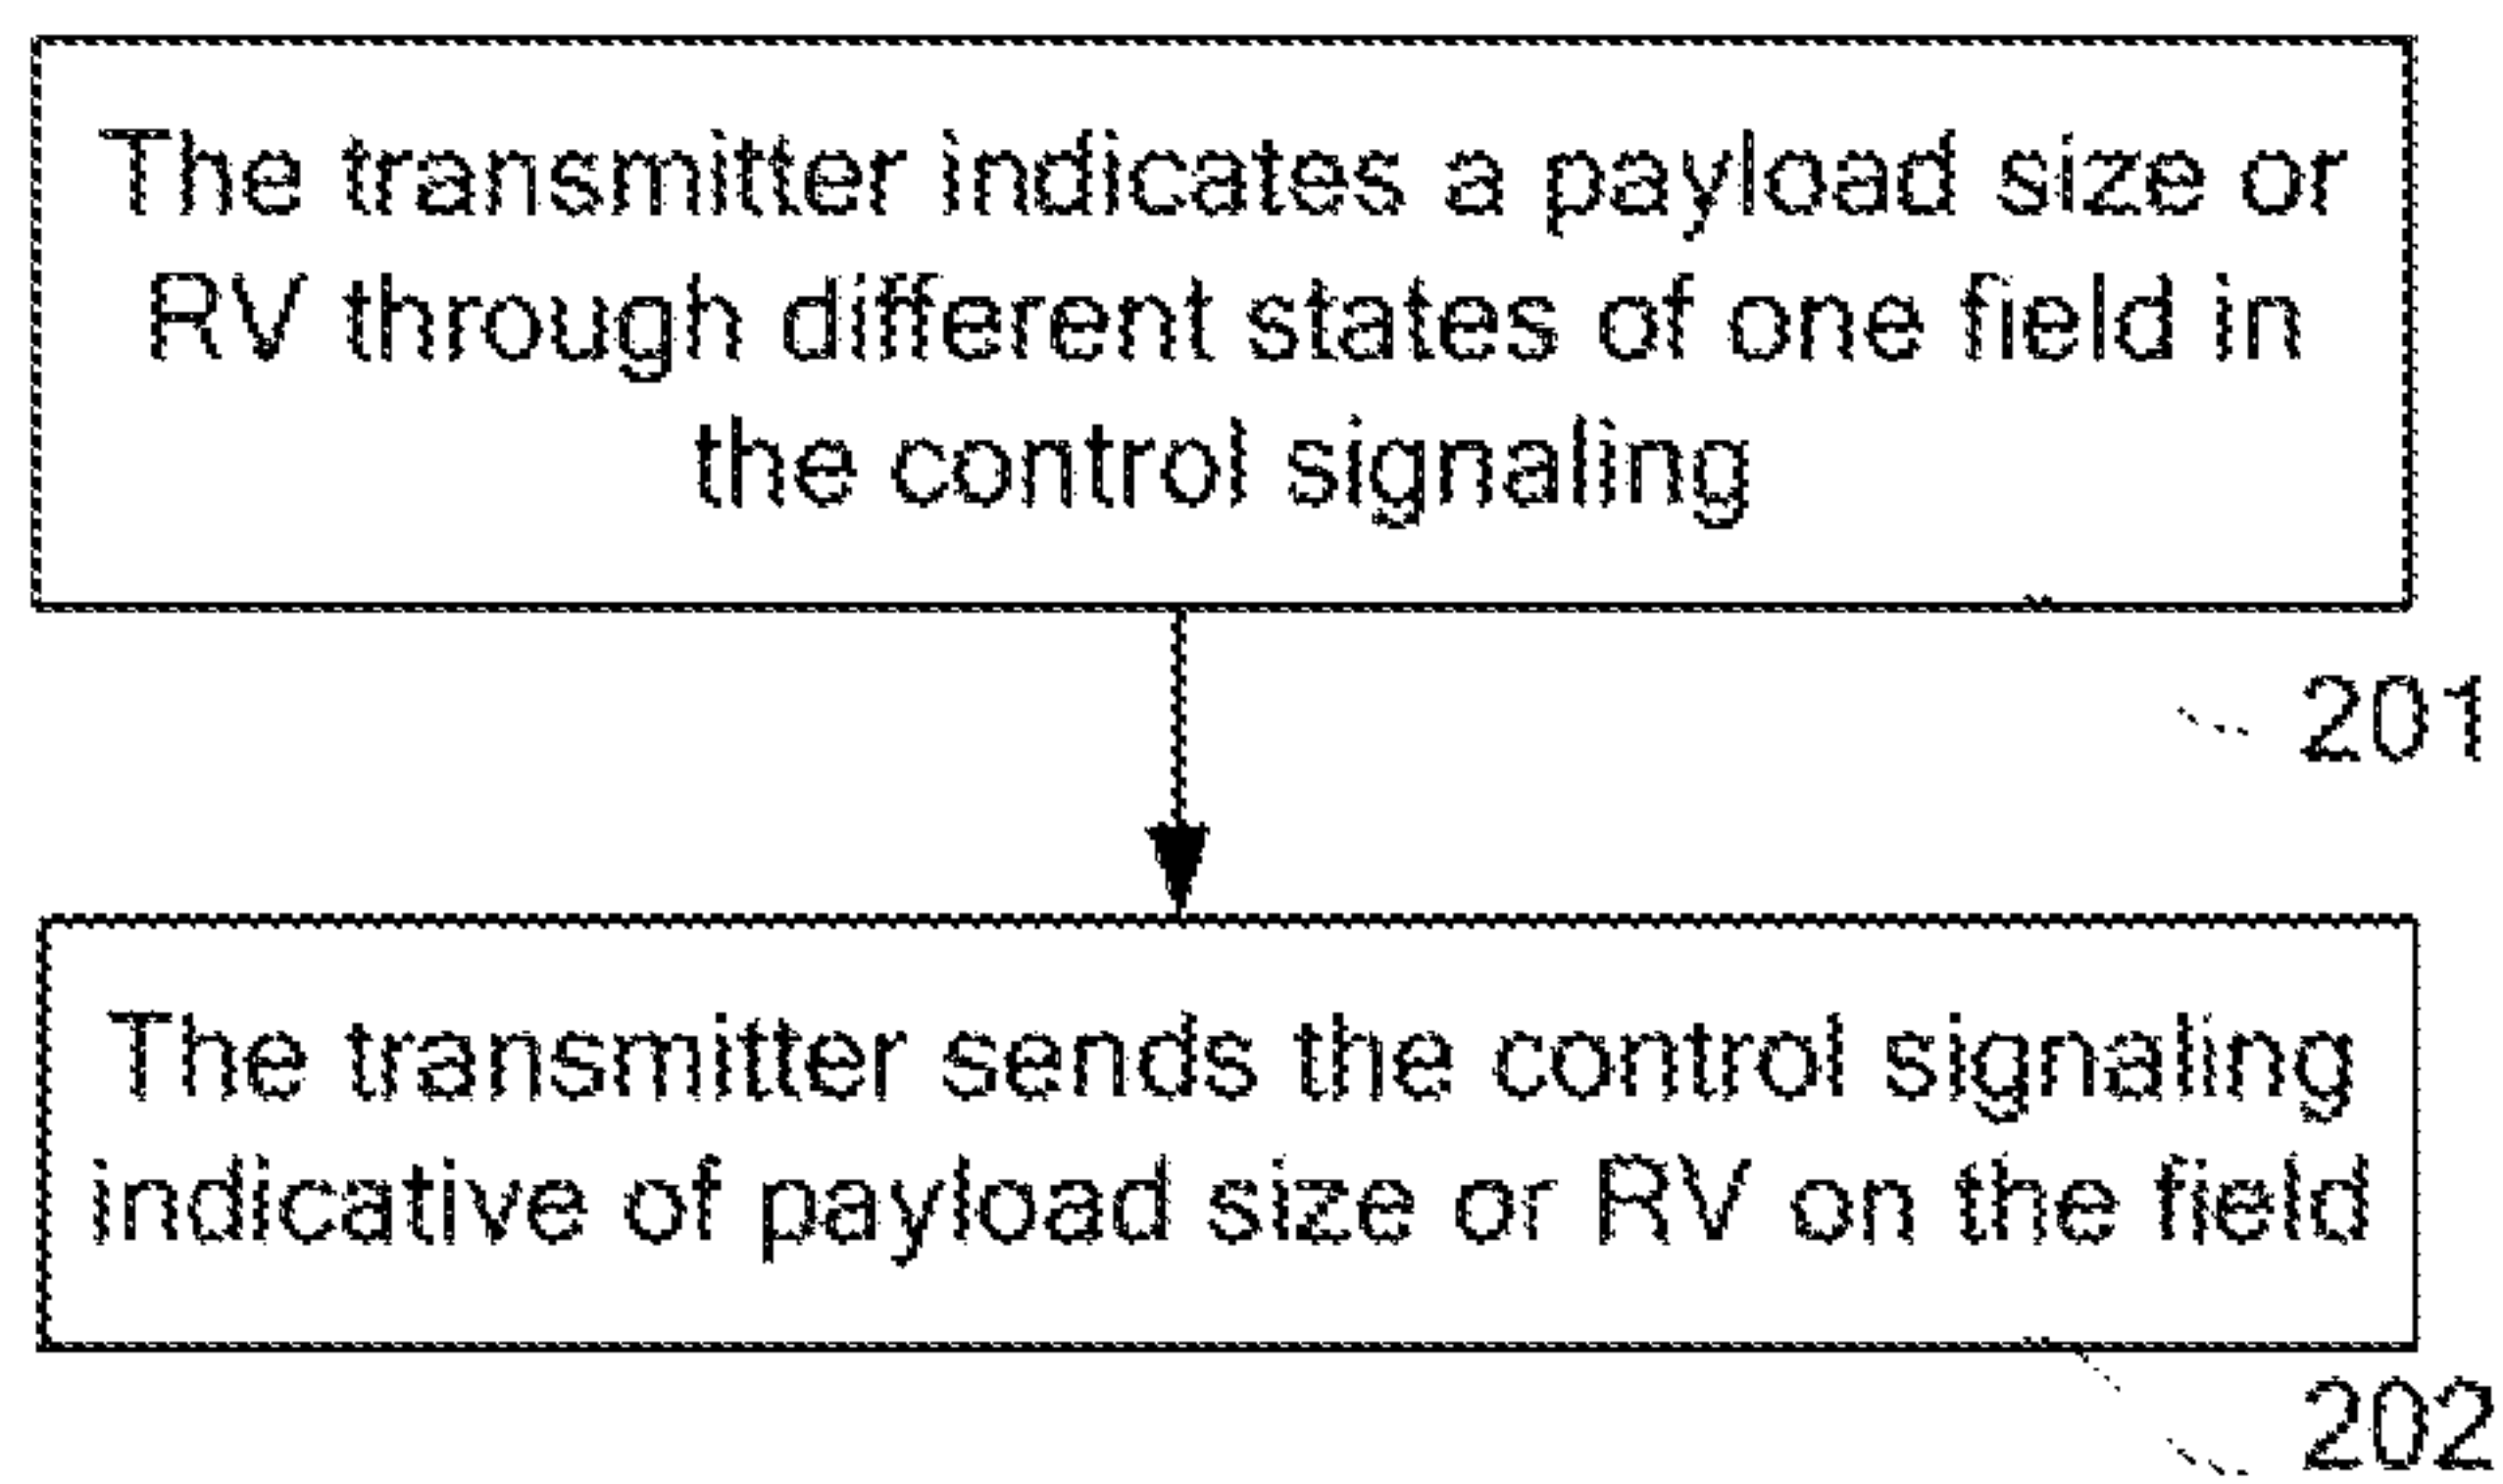 The transmitter indicates a payload size or
RV through different states of one field in
the control signaling
201
The transmitter sends the control signaling
indicative of payload size or RV on the field
202